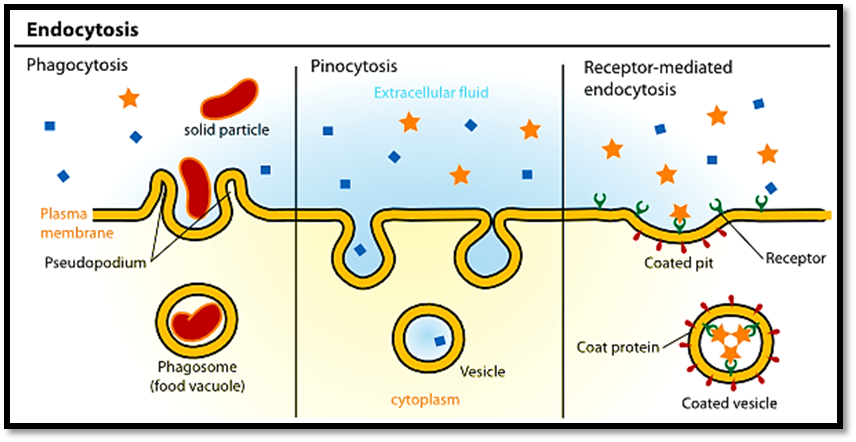 Endocytosis
Phagocytosis
solid particle
Plasma
membrane
Pseudopodium
Phagosome
(food vacuole)
Pinocytosis
Extracellular fluid
Vesicle
cytoplasm
Receptor-mediated
endocytosis
Coated pit
Receptor
Coat protein
Coated vesicle